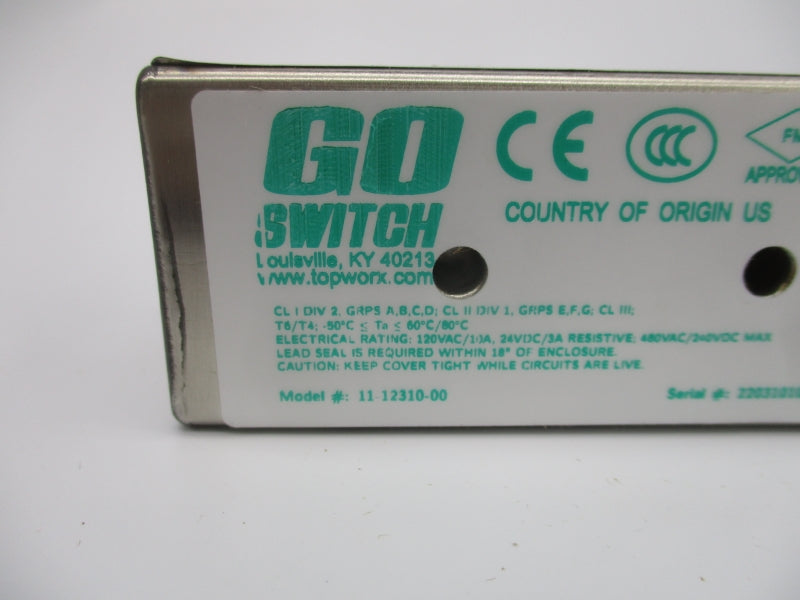 GO
SWITCH
Louisville, KY 40213
www.topworx.com
CE
CCC
FM
APPROV
COUNTRY OF ORIGIN US
CL I DIV 2, GRPS A,B,C,D; CL II DIV 1, GRPS E,F,G; CL III;
T6/T4; -50°C ≤ Ta ≤ 60°C/80°C
ELECTRICAL RATING: 120VAC/10A, 24VDC/3A RESISTIVE; 480VAC/240VDC MAX
LEAD SEAL IS REQUIRED WITHIN 18" OF ENCLOSURE.
CAUTION: KEEP COVER TIGHT WHILE CIRCUITS ARE LIVE.
Model #: 11-12310-00
Serial #: